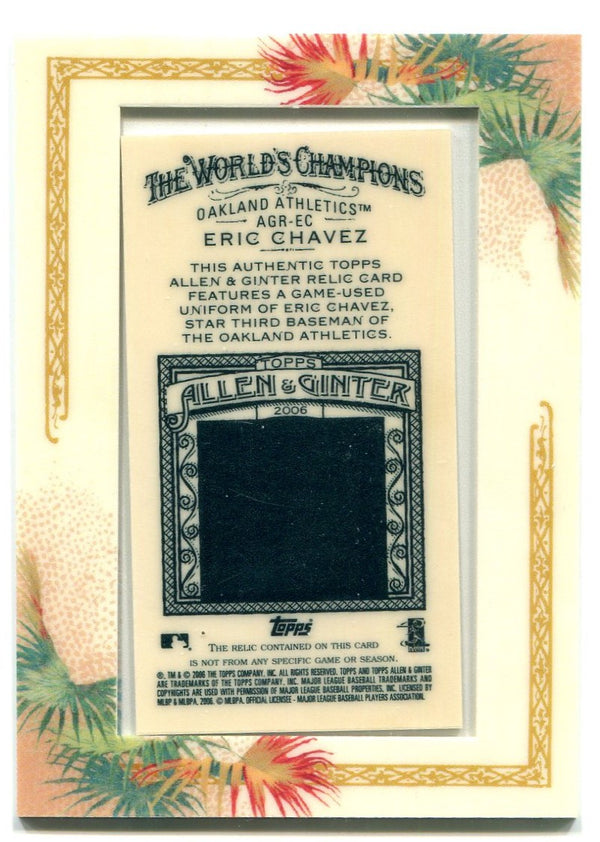 THE WORLD'S CHAMPIONS
OAKLAND ATHLETICS™
AGR-EC
ERIC CHAVEZ
THIS AUTHENTIC TOPPS
ALLEN & GINTER RELIC CARD
FEATURES A GAME-USED
UNIFORM OF ERIC CHAVEZ,
STAR THIRD BASEMAN OF
THE OAKLAND ATHLETICS.
TOPPS
ALLEN & GINTER
2006
Topps
THE RELIC CONTAINED ON THIS CARD
IS NOT FROM ANY SPECIFIC GAME OR SEASON.
®, TM & © 2006 THE TOPPS COMPANY, INC. ALL RIGHTS RESERVED. TOPPS AND TOPPS ALLEN & GINTER
ARE TRADEMARKS OF THE TOPPS COMPANY, INC. MAJOR LEAGUE BASEBALL TRADEMARKS AND
COPYRIGHTS ARE USED WITH PERMISSION OF MAJOR LEAGUE BASEBALL PROPERTIES, INC. LICENSED BY
MLBP & MLBPA, 2006. © MLBPA. OFFICIAL LICENSEE - MAJOR LEAGUE BASEBALL PLAYERS ASSOCIATION.